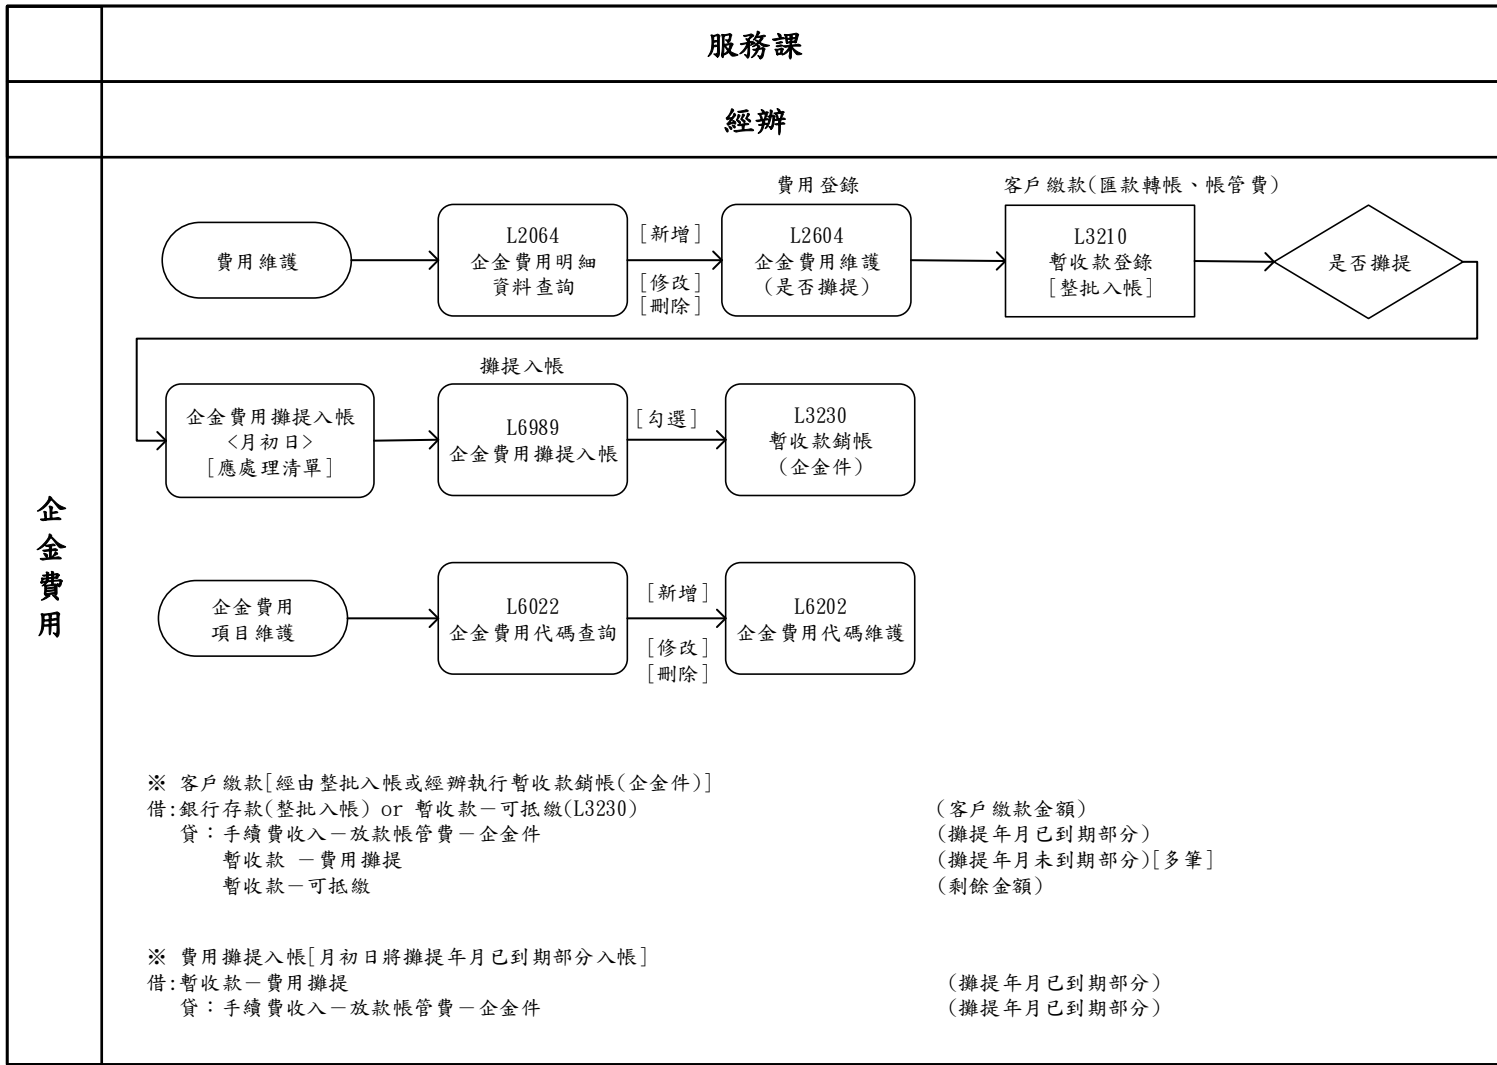 服務課
經辦
企金費用
費用登錄
客戶繳款(匯款轉帳、帳管費)
費用維護
L2064
企金費用明細
資料查詢
[新增]
[修改]
[刪除]
L2604
企金費用維護
(是否攤提)
L3210
暫收款登錄
[整批入帳]
是否攤提
攤提入帳
企金費用攤提入帳
<月初日>
[應處理清單]
L6989
企金費用攤提入帳
[勾選]
L3230
暫收款銷帳
(企金件)
企金費用
項目維護
L6022
企金費用代碼查詢
[新增]
[修改]
[刪除]
L6202
企金費用代碼維護
※ 客戶繳款[經由整批入帳或經辦執行暫收款銷帳(企金件)]
借:銀行存款(整批入帳) or 暫收款－可抵繳(L3230) (客戶繳款金額)
貸：手續費收入－放款帳管費－企金件 (攤提年月已到期部分)
暫收款 －費用攤提 (攤提年月未到期部分)[多筆]
暫收款－可抵繳 (剩餘金額)
※ 費用攤提入帳[月初日將攤提年月已到期部分入帳]
借:暫收款－費用攤提 (攤提年月已到期部分)
貸：手續費收入－放款帳管費－企金件 (攤提年月已到期部分)